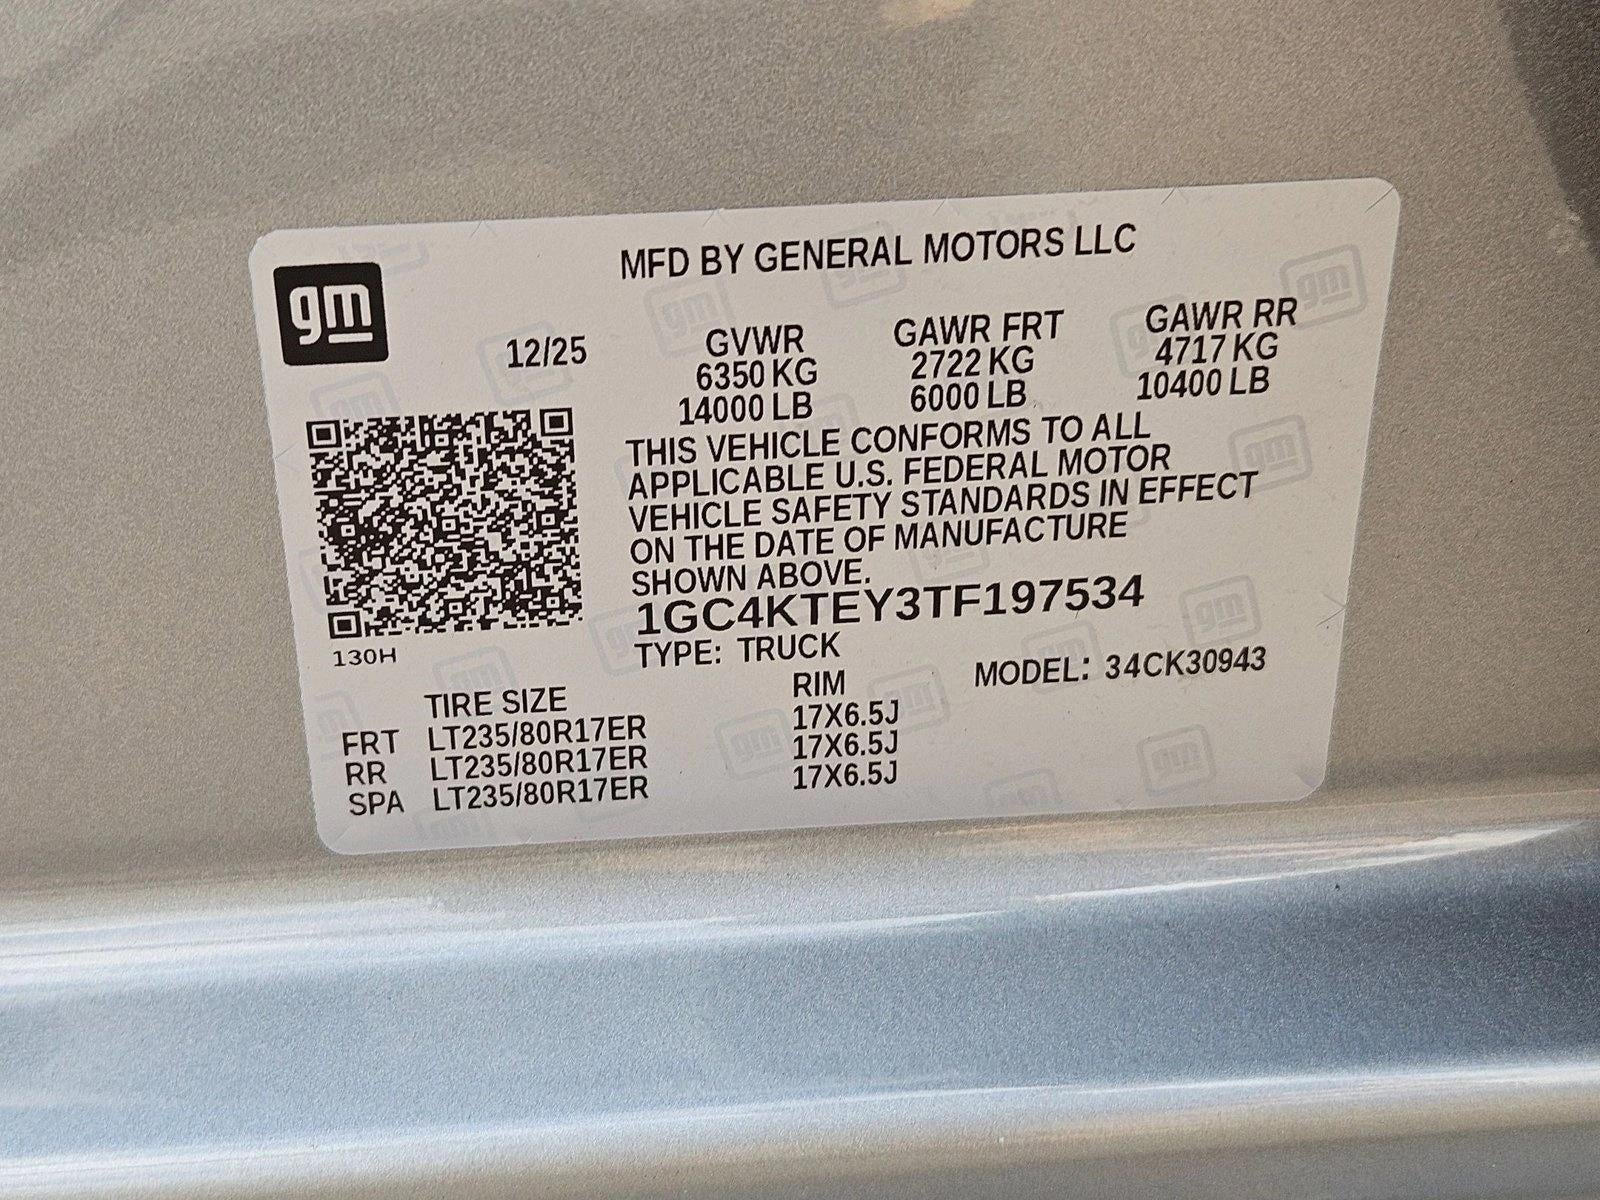 gm
MFD BY GENERAL MOTORS LLC
12/25
GVWR GAWR FRT GAWR RR
6350 KG 2722 KG 4717 KG
14000 LB 6000 LB 10400 LB
THIS VEHICLE CONFORMS TO ALL
APPLICABLE U.S. FEDERAL MOTOR
VEHICLE SAFETY STANDARDS IN EFFECT
ON THE DATE OF MANUFACTURE
SHOWN ABOVE.
1GC4KTEY3TF197534
130H
TYPE: TRUCK
MODEL: 34CK30943
TIRE SIZE RIM
FRT LT235/80R17ER 17X6.5J
RR LT235/80R17ER 17X6.5J
SPA LT235/80R17ER 17X6.5J